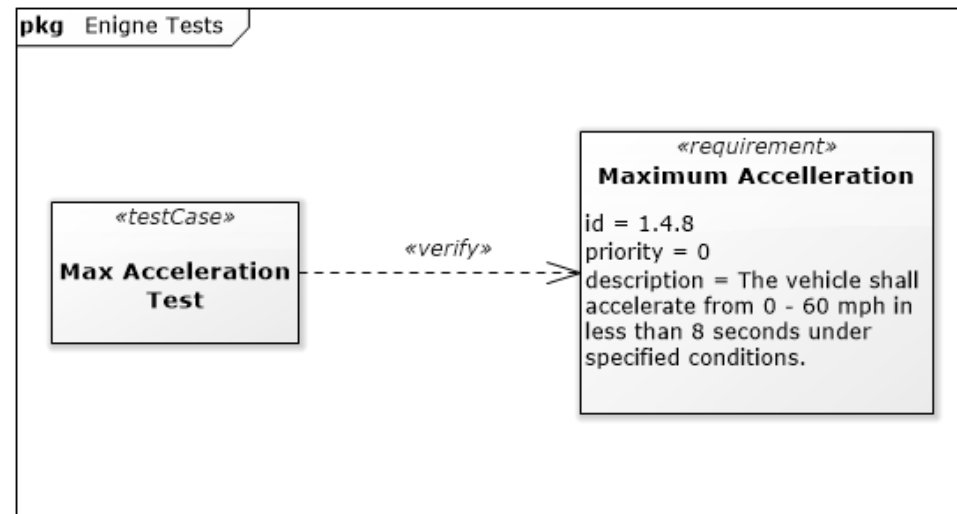 pkg Enigne Tests
«requirement»
Maximum Accelleration
id = 1.4.8
priority = 0
description = The vehicle shall
accelerate from 0 - 60 mph in
less than 8 seconds under
specified conditions.
«testCase»
Max Acceleration
Test
«verify»